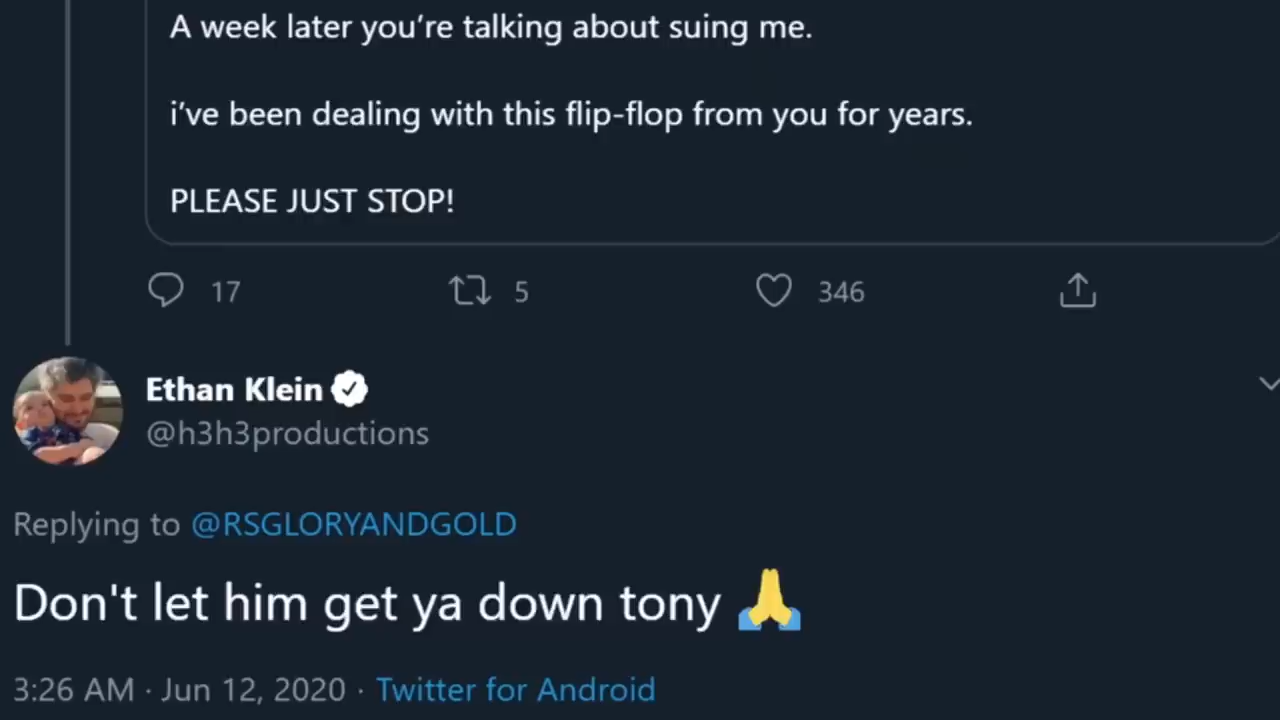 A week later you’re talking about suing me.
i’ve been dealing with this flip-flop from you for years.
PLEASE JUST STOP!
17 5 346
Ethan Klein
@h3h3productions
Replying to @RSGLORYANDGOLD
Don't let him get ya down tony 🙏
3:26 AM · Jun 12, 2020 · Twitter for Android